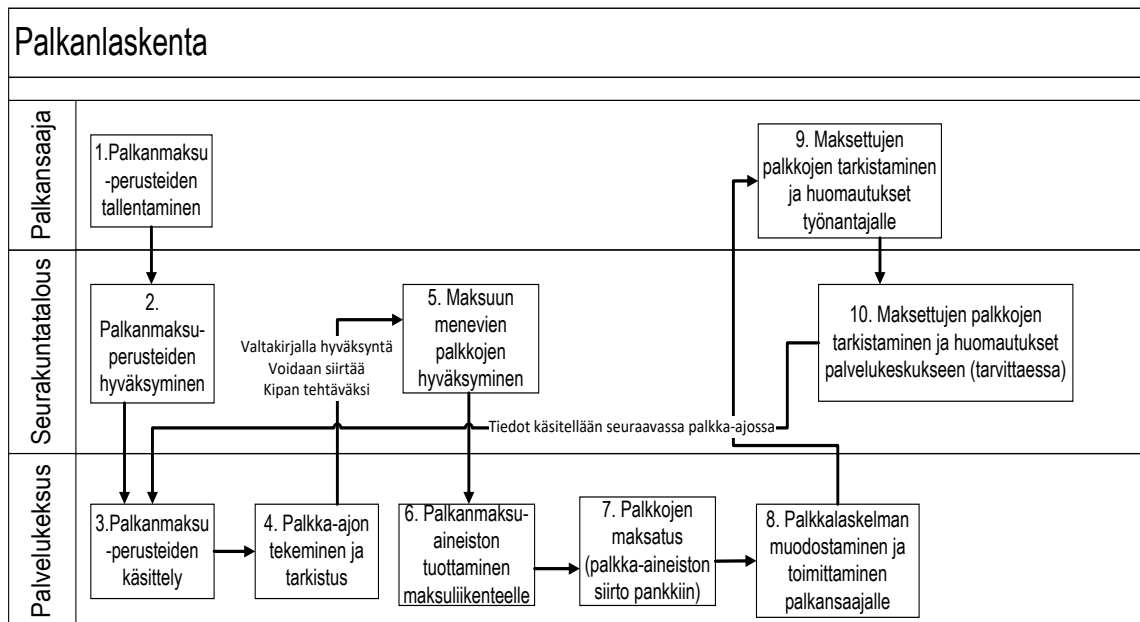 Palkanlaskenta
Palkansaaja
1.Palkanmaksu
-perusteiden
tallentaminen
9. Maksettujen
palkkojen tarkistaminen
ja huomautukset
työnantajalle
Seurakuntatalous
2.
Palkanmaksu-
perusteiden
hyväksyminen
Valtakirjalla hyväksyntä
Voidaan siirtää
Kipan tehtäväksi
5. Maksuun
menevien
palkkojen
hyväksyminen
10. Maksettujen palkkojen
tarkistaminen ja huomautukset
palvelukeskukseen (tarvittaessa)
Tiedot käsitellään seuraavassa palkka-ajossa
Palvelukeksus
3.Palkanmaksu
-perusteiden
käsittely
4. Palkka-ajon
tekeminen ja
tarkistus
6. Palkanmaksu-
aineiston
tuottaminen
maksuliikenteelle
7. Palkkojen
maksatus
(palkka-aineiston
siirto pankkiin)
8. Palkkalaskelman
muodostaminen ja
toimittaminen
palkansaajalle